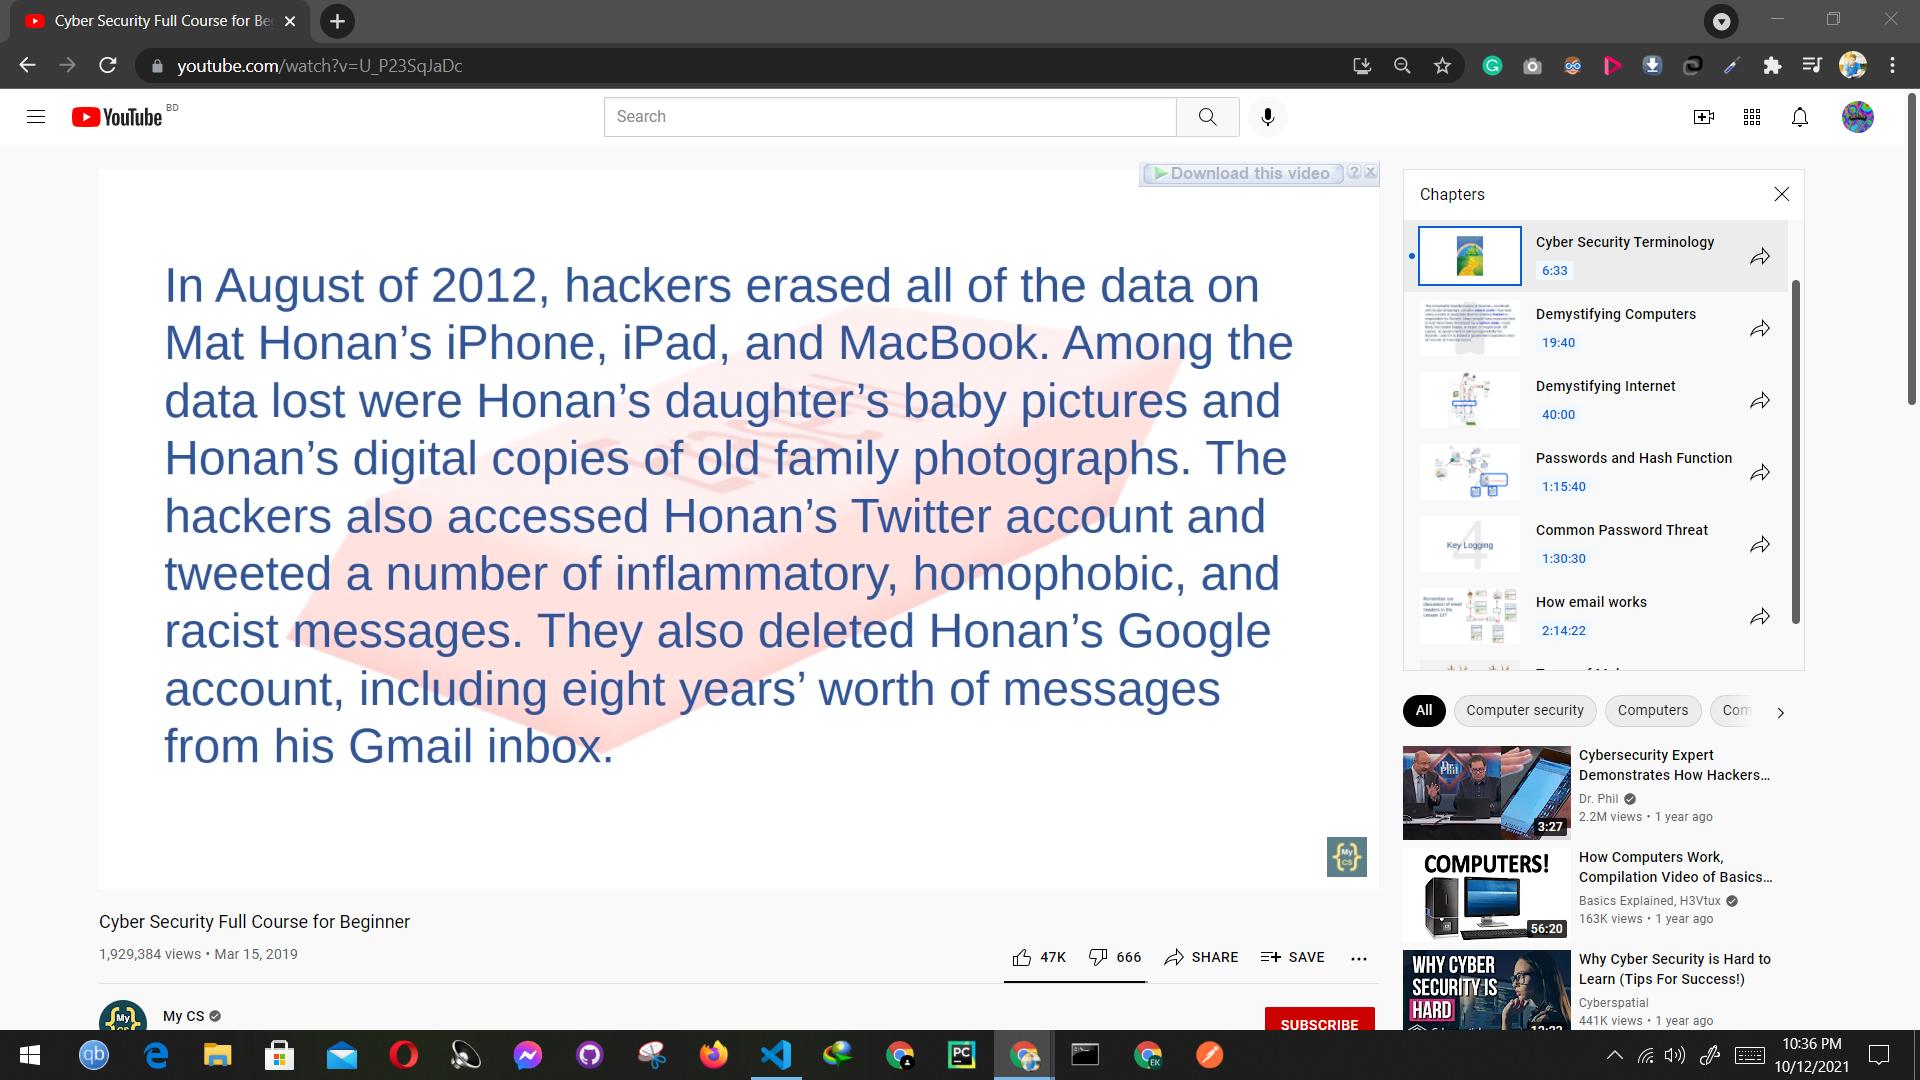 Cyber Security Full Course for Be
youtube.com/watch?v=U_P23SqJaDc
YouTube BD
Search
Download this video
In August of 2012, hackers erased all of the data on
Mat Honan’s iPhone, iPad, and MacBook. Among the
data lost were Honan’s daughter’s baby pictures and
Honan’s digital copies of old family photographs. The
hackers also accessed Honan’s Twitter account and
tweeted a number of inflammatory, homophobic, and
racist messages. They also deleted Honan’s Google
account, including eight years’ worth of messages
from his Gmail inbox.
My
CS
Cyber Security Full Course for Beginner
1,929,384 views • Mar 15, 2019
47K
666
SHARE
SAVE
My CS
SUBSCRIBE
Chapters
Cyber Security Terminology
6:33
Demystifying Computers
19:40
Demystifying Internet
40:00
Passwords and Hash Function
1:15:40
4
Key Logging
Common Password Threat
1:30:30
How email works
2:14:22
All
Computer security
Computers
Com
Dr.
Phil
3:27
Cybersecurity Expert
Demonstrates How Hackers...
Dr. Phil
2.2M views • 1 year ago
COMPUTERS!
56:20
How Computers Work,
Compilation Video of Basics...
Basics Explained, H3Vtux
163K views • 1 year ago
WHY CYBER
SECURITY IS
HARD
Why Cyber Security is Hard to
Learn (Tips For Success!)
Cyberspatial
441K views • 1 year ago
qb
PC
EK
10:36 PM
10/12/2021